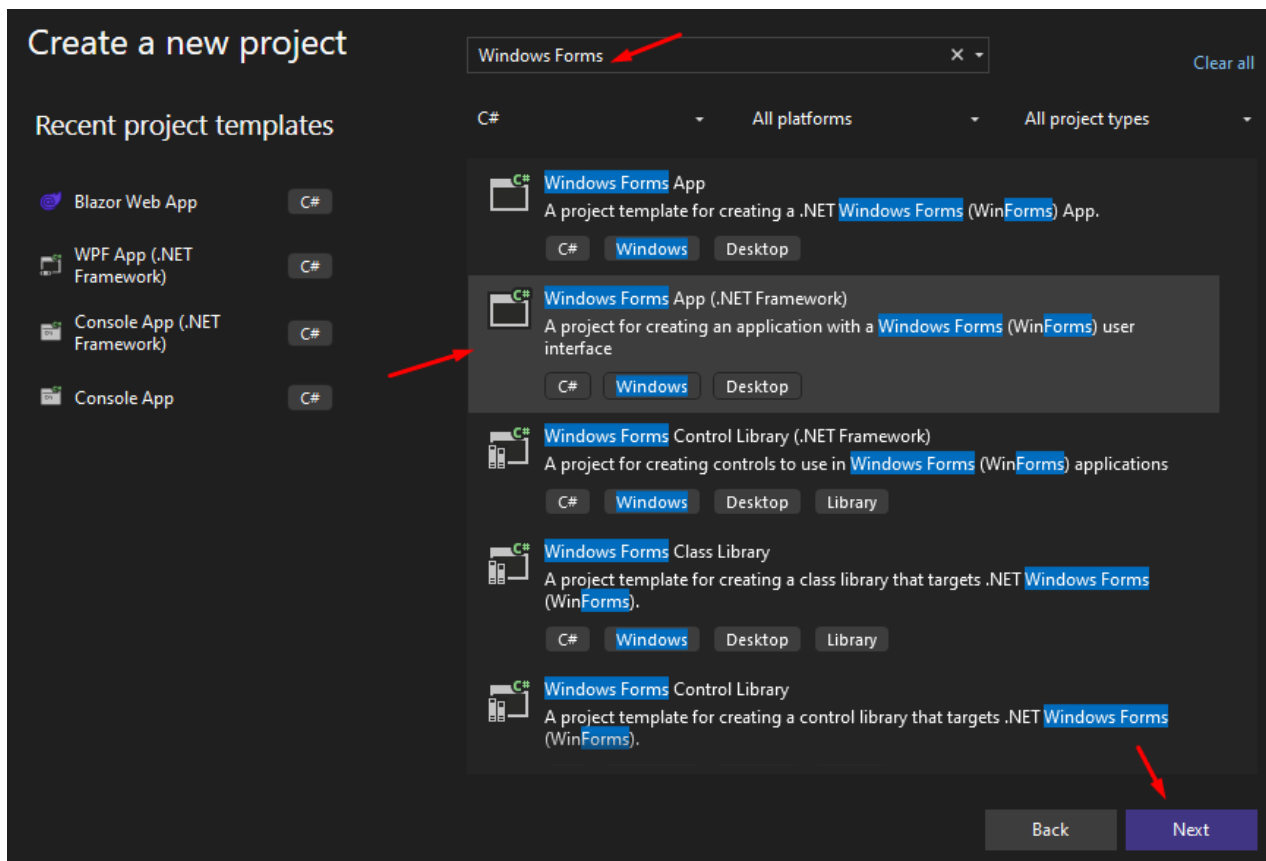 Create a new project
Windows Forms
Clear all
Recent project templates
C#
All platforms
All project types
Blazor Web App
C#
WPF App (.NET
Framework)
C#
Console App (.NET
Framework)
C#
Console App
C#
C#
Windows Forms App
A project template for creating a .NET Windows Forms (WinForms) App.
C# Windows Desktop
C#
Windows Forms App (.NET Framework)
A project for creating an application with a Windows Forms (WinForms) user
interface
C# Windows Desktop
C#
Windows Forms Control Library (.NET Framework)
A project for creating controls to use in Windows Forms (WinForms) applications
C# Windows Desktop Library
C#
Windows Forms Class Library
A project template for creating a class library that targets .NET Windows Forms
(WinForms).
C# Windows Desktop Library
C#
Windows Forms Control Library
A project template for creating a control library that targets .NET Windows Forms
(WinForms).
Back
Next